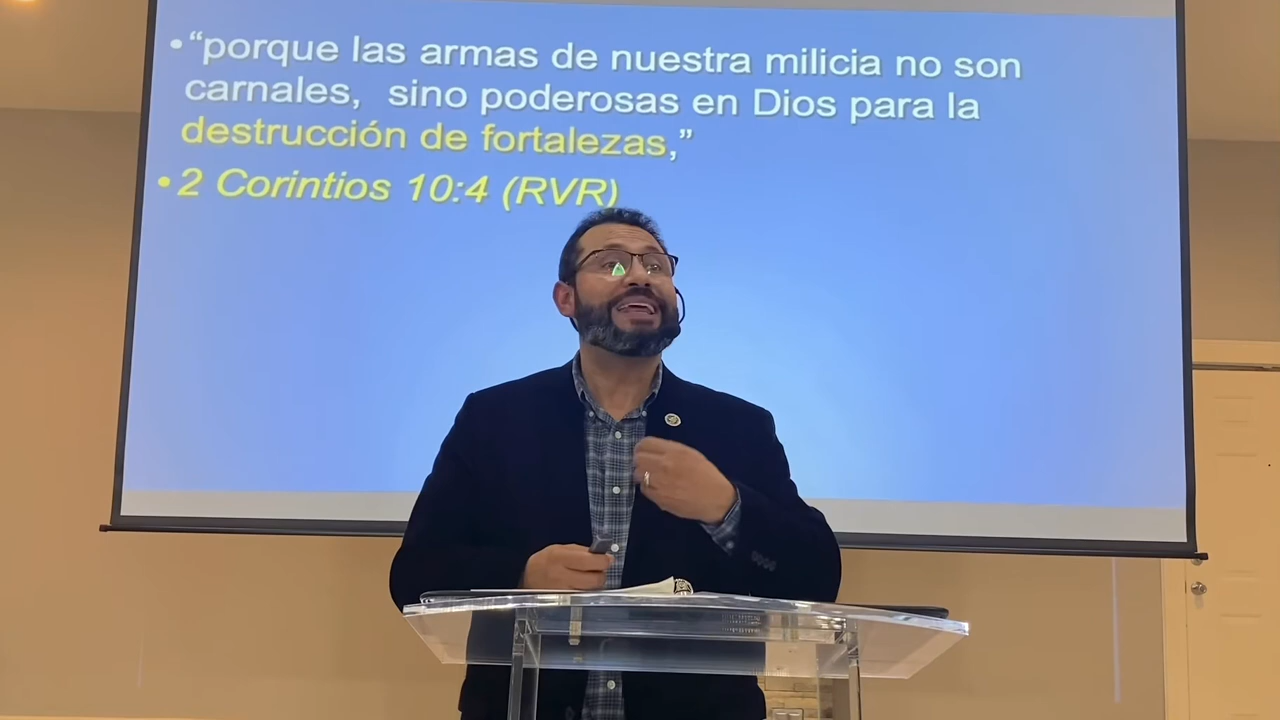 •“porque las armas de nuestra milicia no son
carnales, sino poderosas en Dios para la
destrucción de fortalezas,”
•2 Corintios 10:4 (RVR)